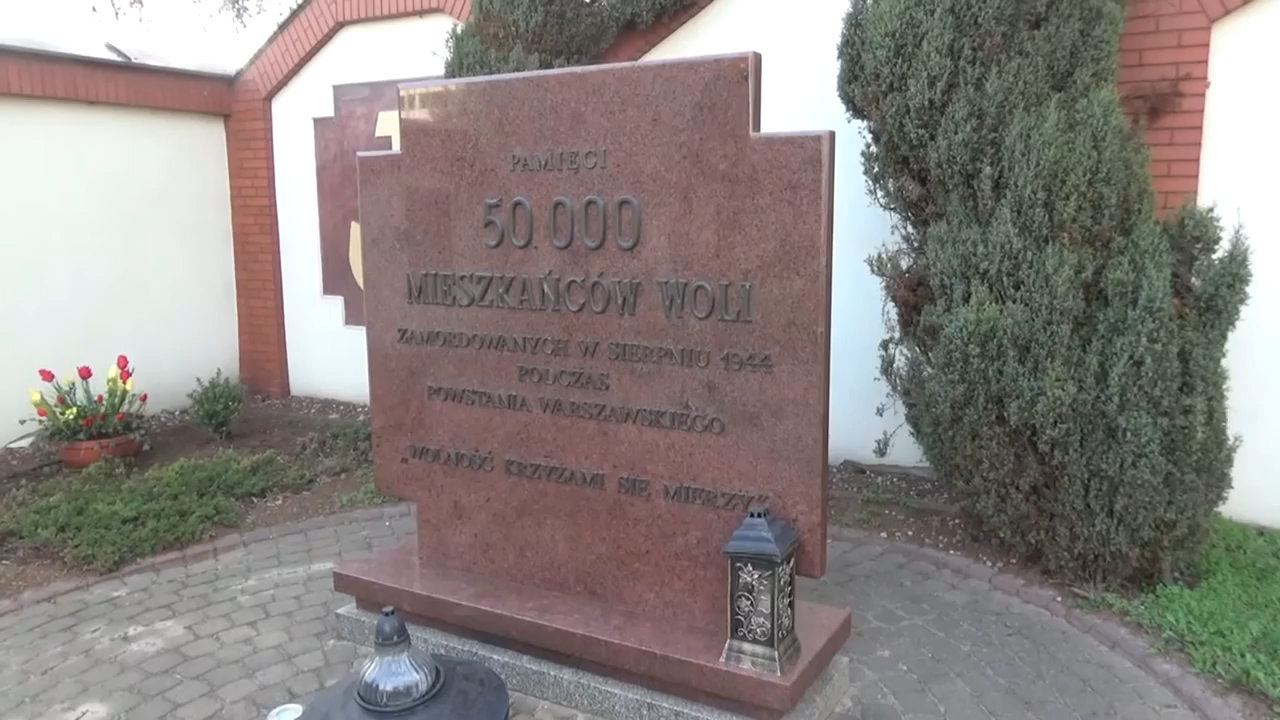 PAMIĘCI
50.000
MIESZKAŃCÓW WOLI
ZAMORDOWANYCH W SIERPNIU 1944
PODCZAS
POWSTANIA WARSZAWSKIEGO
„WOLNOŚĆ KRZYŻAMI SIĘ MIERZY"